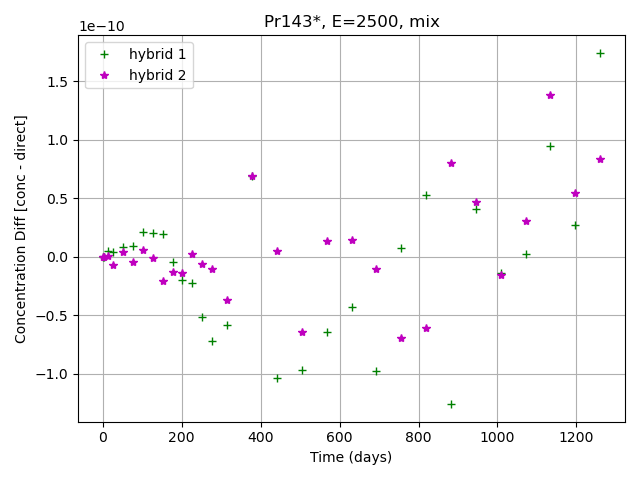 Pr143*, E=2500, mix
1e−10
hybrid 1
hybrid 2
1.5
1.0
0.5
0.0
−0.5
−1.0
Concentration Diff [conc - direct]
0 200 400 600 800 1000 1200
Time (days)